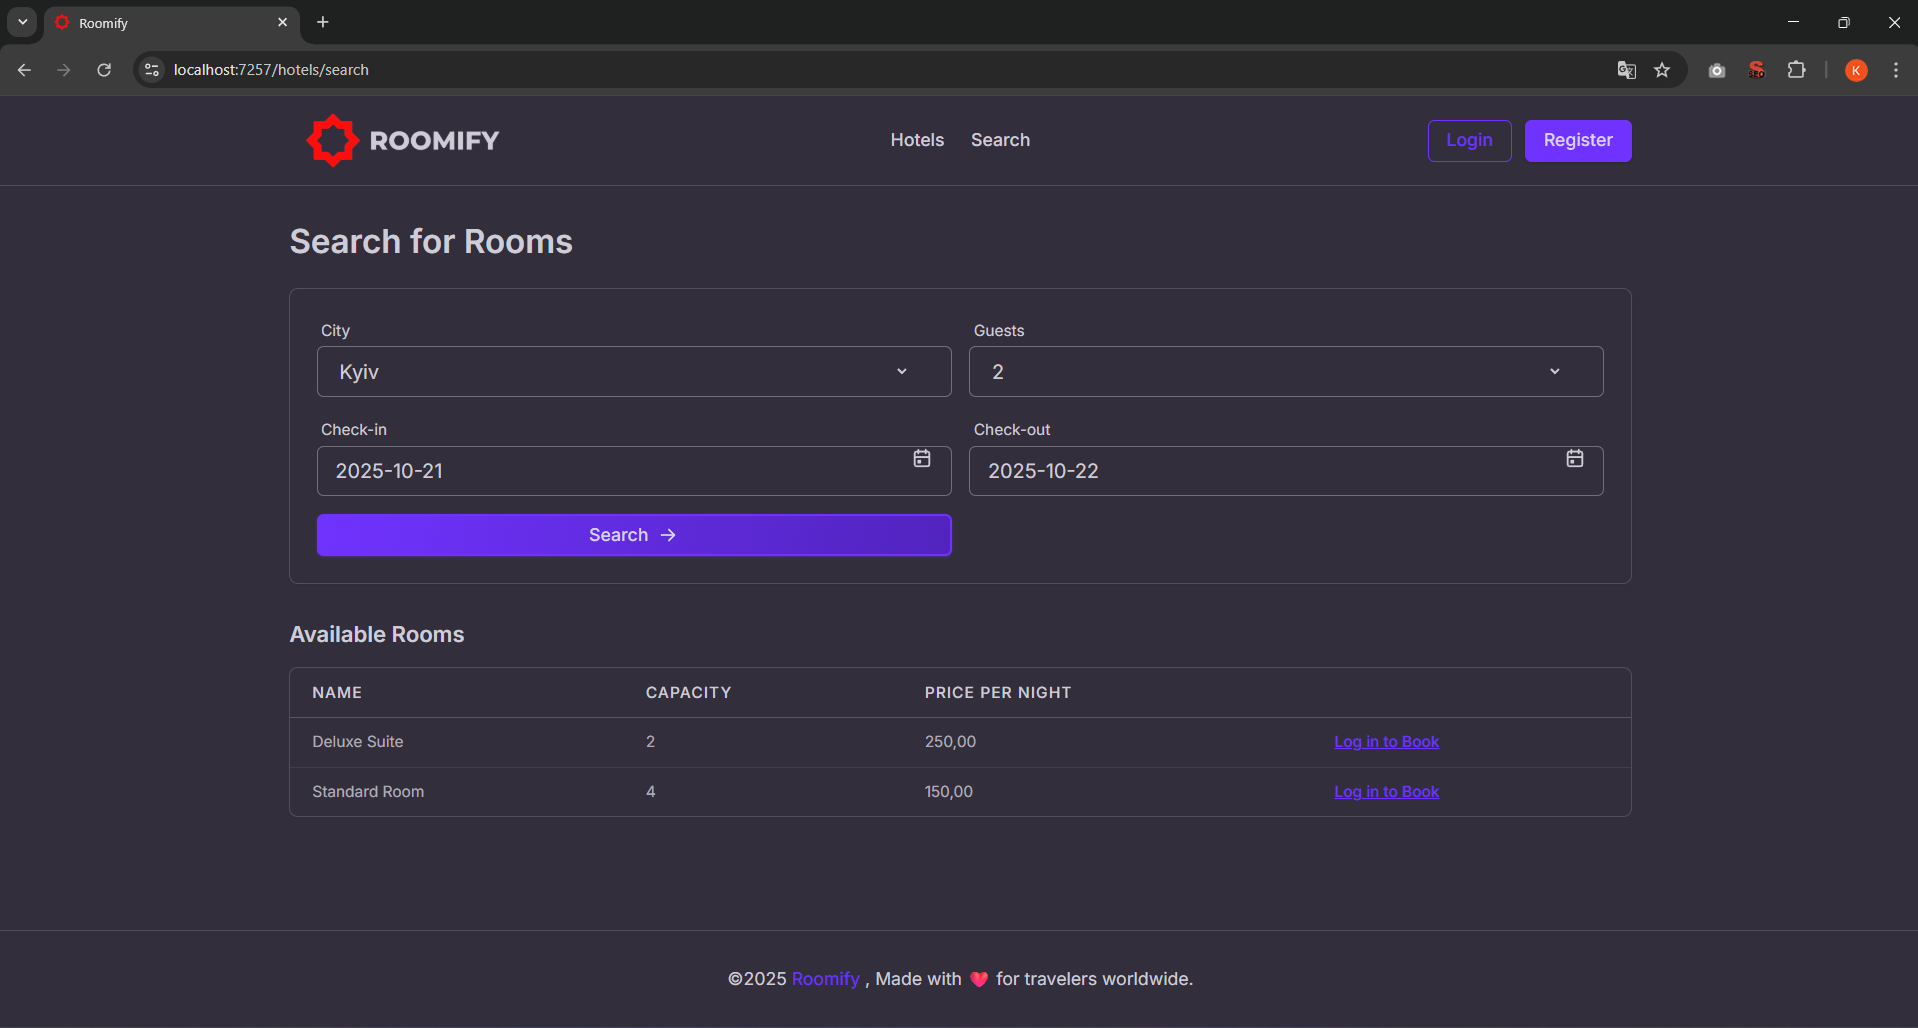 Roomify
localhost:7257/hotels/search
K
ROOMIFY
Hotels Search
Login Register
Search for Rooms
City
Guests
Kyiv
2
Check-in
Check-out
2025-10-21
2025-10-22
Search →
Available Rooms
NAME CAPACITY PRICE PER NIGHT
Deluxe Suite 2 250,00 Log in to Book
Standard Room 4 150,00 Log in to Book
©2025 Roomify , Made with ❤️ for travelers worldwide.